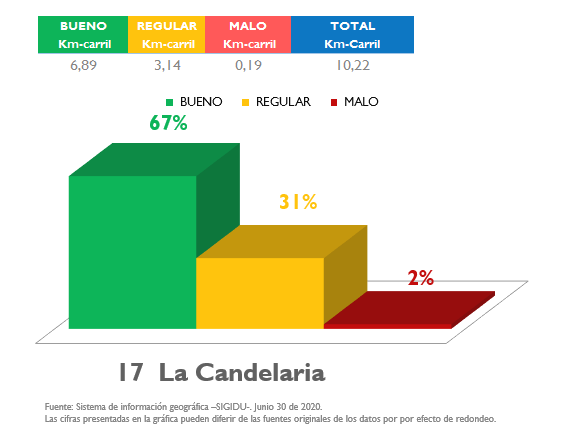 BUENO REGULAR MALO TOTAL
Km-carril Km-carril Km-carril Km-Carril
6,89 3,14 0,19 10,22
BUENO REGULAR MALO
67%
31%
2%
17 La Candelaria
Fuente: Sistema de información geográfica –SIGIDU-. Junio 30 de 2020.
Las cifras presentadas en la gráfica pueden diferir de las fuentes originales de los datos por por efecto de redondeo.